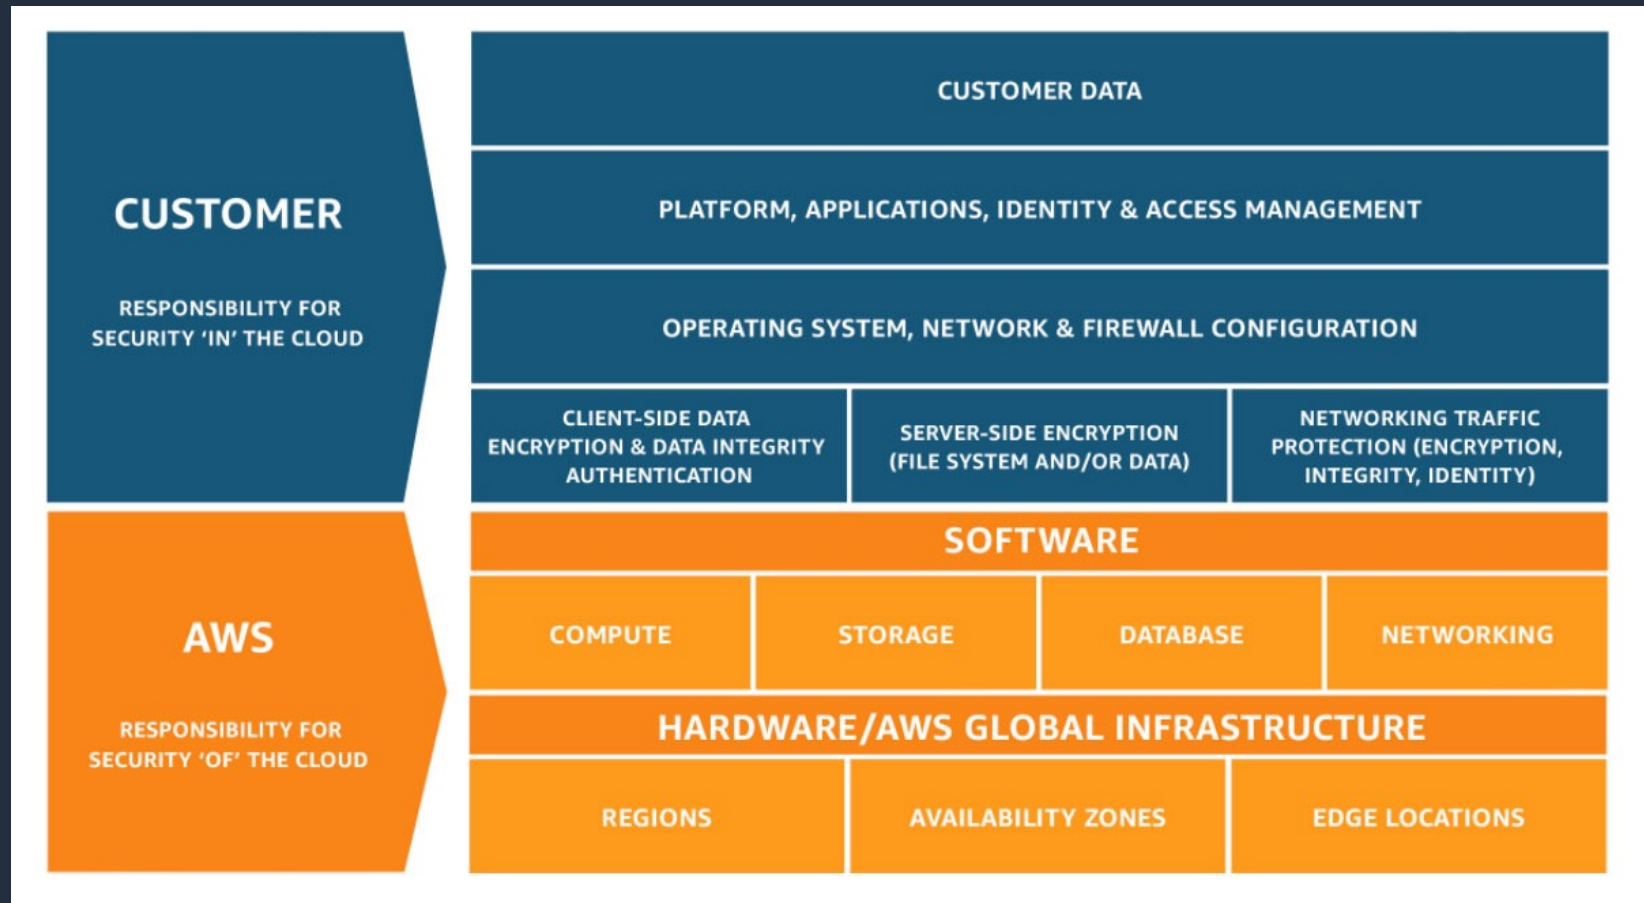 CUSTOMER
RESPONSIBILITY FOR
SECURITY ‘IN’ THE CLOUD
CUSTOMER DATA
PLATFORM, APPLICATIONS, IDENTITY & ACCESS MANAGEMENT
OPERATING SYSTEM, NETWORK & FIREWALL CONFIGURATION
CLIENT-SIDE DATA
ENCRYPTION & DATA INTEGRITY
AUTHENTICATION
SERVER-SIDE ENCRYPTION
(FILE SYSTEM AND/OR DATA)
NETWORKING TRAFFIC
PROTECTION (ENCRYPTION,
INTEGRITY, IDENTITY)
AWS
RESPONSIBILITY FOR
SECURITY ‘OF’ THE CLOUD
SOFTWARE
COMPUTE
STORAGE
DATABASE
NETWORKING
HARDWARE/AWS GLOBAL INFRASTRUCTURE
REGIONS
AVAILABILITY ZONES
EDGE LOCATIONS